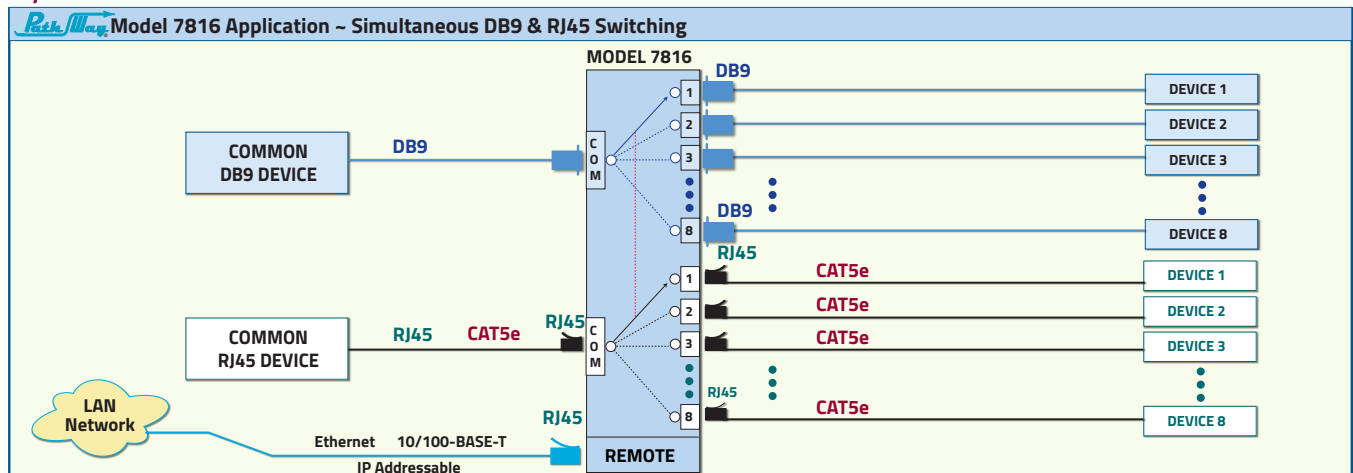 PathWay Model 7816 Application ~ Simultaneous DB9 & RJ45 Switching
MODEL 7816
DB9
1
DEVICE 1
2
DEVICE 2
COMMON
DB9 DEVICE
DB9
C
O
M
3
DEVICE 3
DB9
8
DEVICE 8
RJ45
1
CAT5e
DEVICE 1
2
CAT5e
DEVICE 2
COMMON
RJ45 DEVICE
RJ45
CAT5e
RJ45
C
O
M
3
CAT5e
DEVICE 3
RJ45
8
CAT5e
DEVICE 8
LAN
Network
RJ45
Ethernet 10/100-BASE-T
IP Addressable
REMOTE